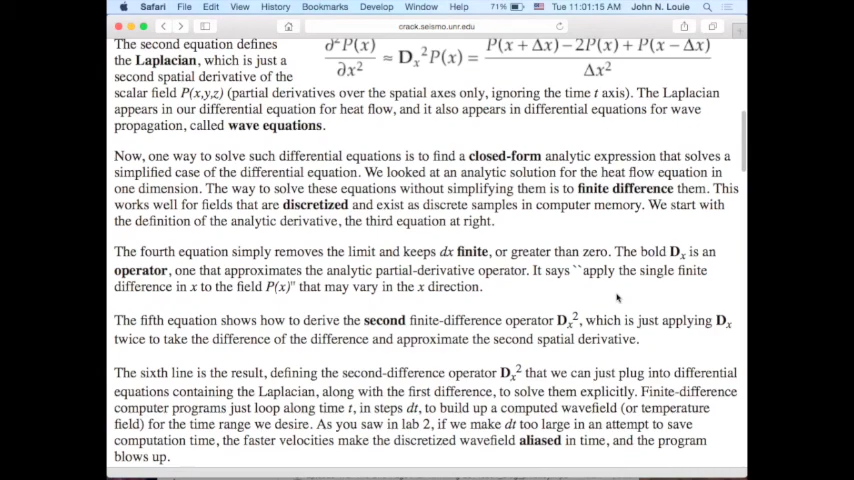 Safari File Edit View History Bookmarks Develop Window Help 71% Tue 11:01:15 AM John N. Louie
crack.seismo.unr.edu
The second equation defines
the Laplacian, which is just a
second spatial derivative of the
∂²P(x)/∂x² ≈ Dₓ²P(x) = (P(x + Δx) − 2P(x) + P(x − Δx))/Δx²
scalar field P(x,y,z) (partial derivatives over the spatial axes only, ignoring the time t axis). The Laplacian
appears in our differential equation for heat flow, and it also appears in differential equations for wave
propagation, called wave equations.
Now, one way to solve such differential equations is to find a closed-form analytic expression that solves a
simplified case of the differential equation. We looked at an analytic solution for the heat flow equation in
one dimension. The way to solve these equations without simplifying them is to finite difference them. This
works well for fields that are discretized and exist as discrete samples in computer memory. We start with
the definition of the analytic derivative, the third equation at right.
The fourth equation simply removes the limit and keeps dx finite, or greater than zero. The bold Dₓ is an
operator, one that approximates the analytic partial-derivative operator. It says ``apply the single finite
difference in x to the field P(x)" that may vary in the x direction.
The fifth equation shows how to derive the second finite-difference operator Dₓ², which is just applying Dₓ
twice to take the difference of the difference and approximate the second spatial derivative.
The sixth line is the result, defining the second-difference operator Dₓ² that we can just plug into differential
equations containing the Laplacian, along with the first difference, to solve them explicitly. Finite-difference
computer programs just loop along time t, in steps dt, to build up a computed wavefield (or temperature
field) for the time range we desire. As you saw in lab 2, if we make dt too large in an attempt to save
computation time, the faster velocities make the discretized wavefield aliased in time, and the program
blows up.